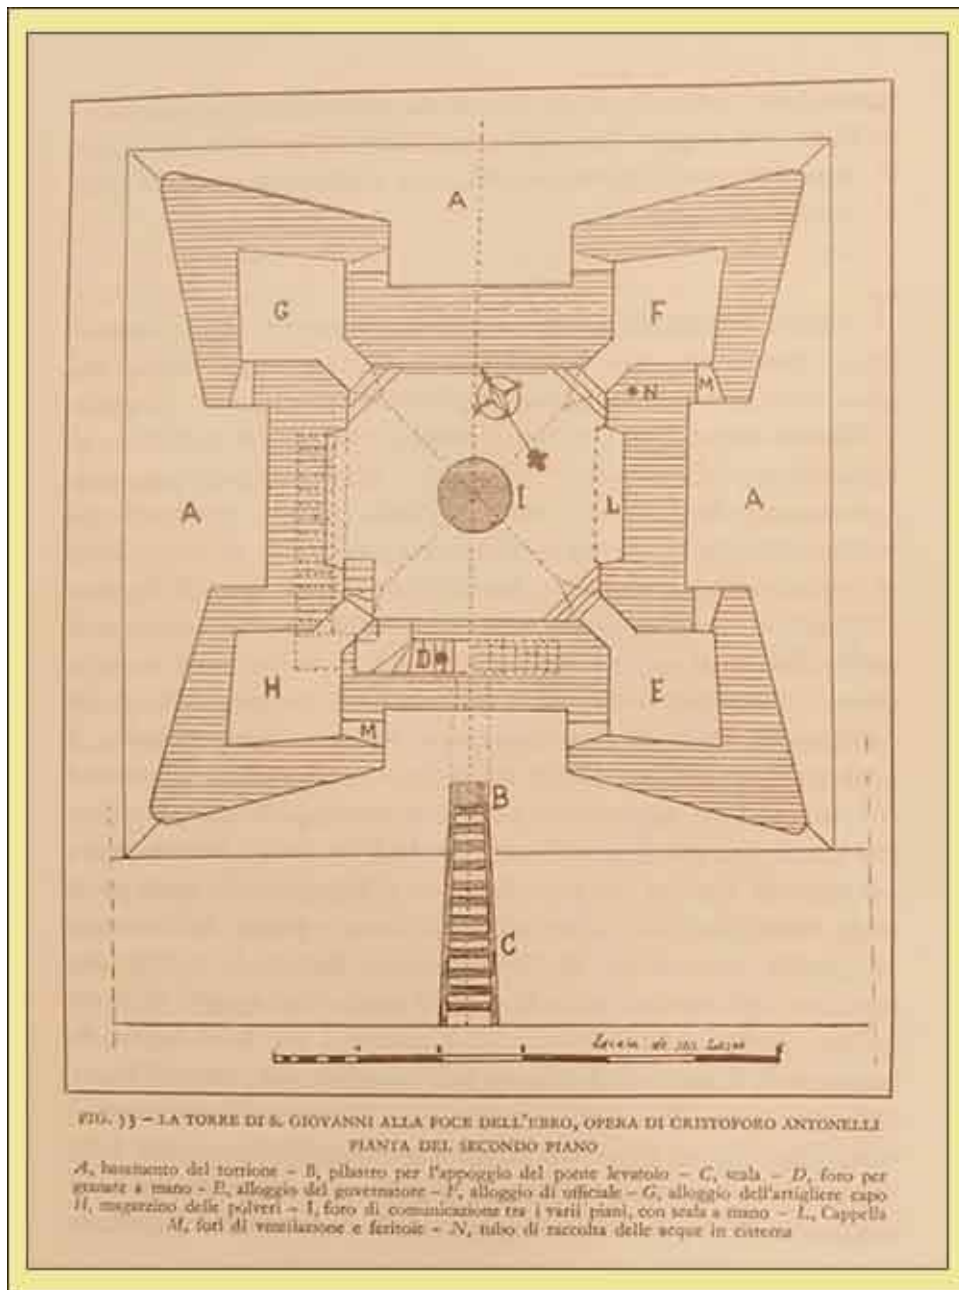 A
G
F
M
N
I
A
L
A
D
H
E
M
B
C
Escala de
FIG. 33 – LA TORRE DI S. GIOVANNI ALLA FOCE DELL'EBRO, OPERA DI CRISTOFORO ANTONELLI
PIANTA DEL SECONDO PIANO
A, basamento del torrione – B, pilastro per l'appoggio del ponte levatoio – C, scala – D, foro per
granate a mano – E, alloggio del governatore – F, alloggio di ufficiale – G, alloggio dell'artigliere capo
H, magazzino delle polveri – I, foro di comunicazione tra i varii piani, con scala a mano – L, Cappella
M, fori di ventilazione e feritoie – N, tubo di raccolta delle acque in cisterna